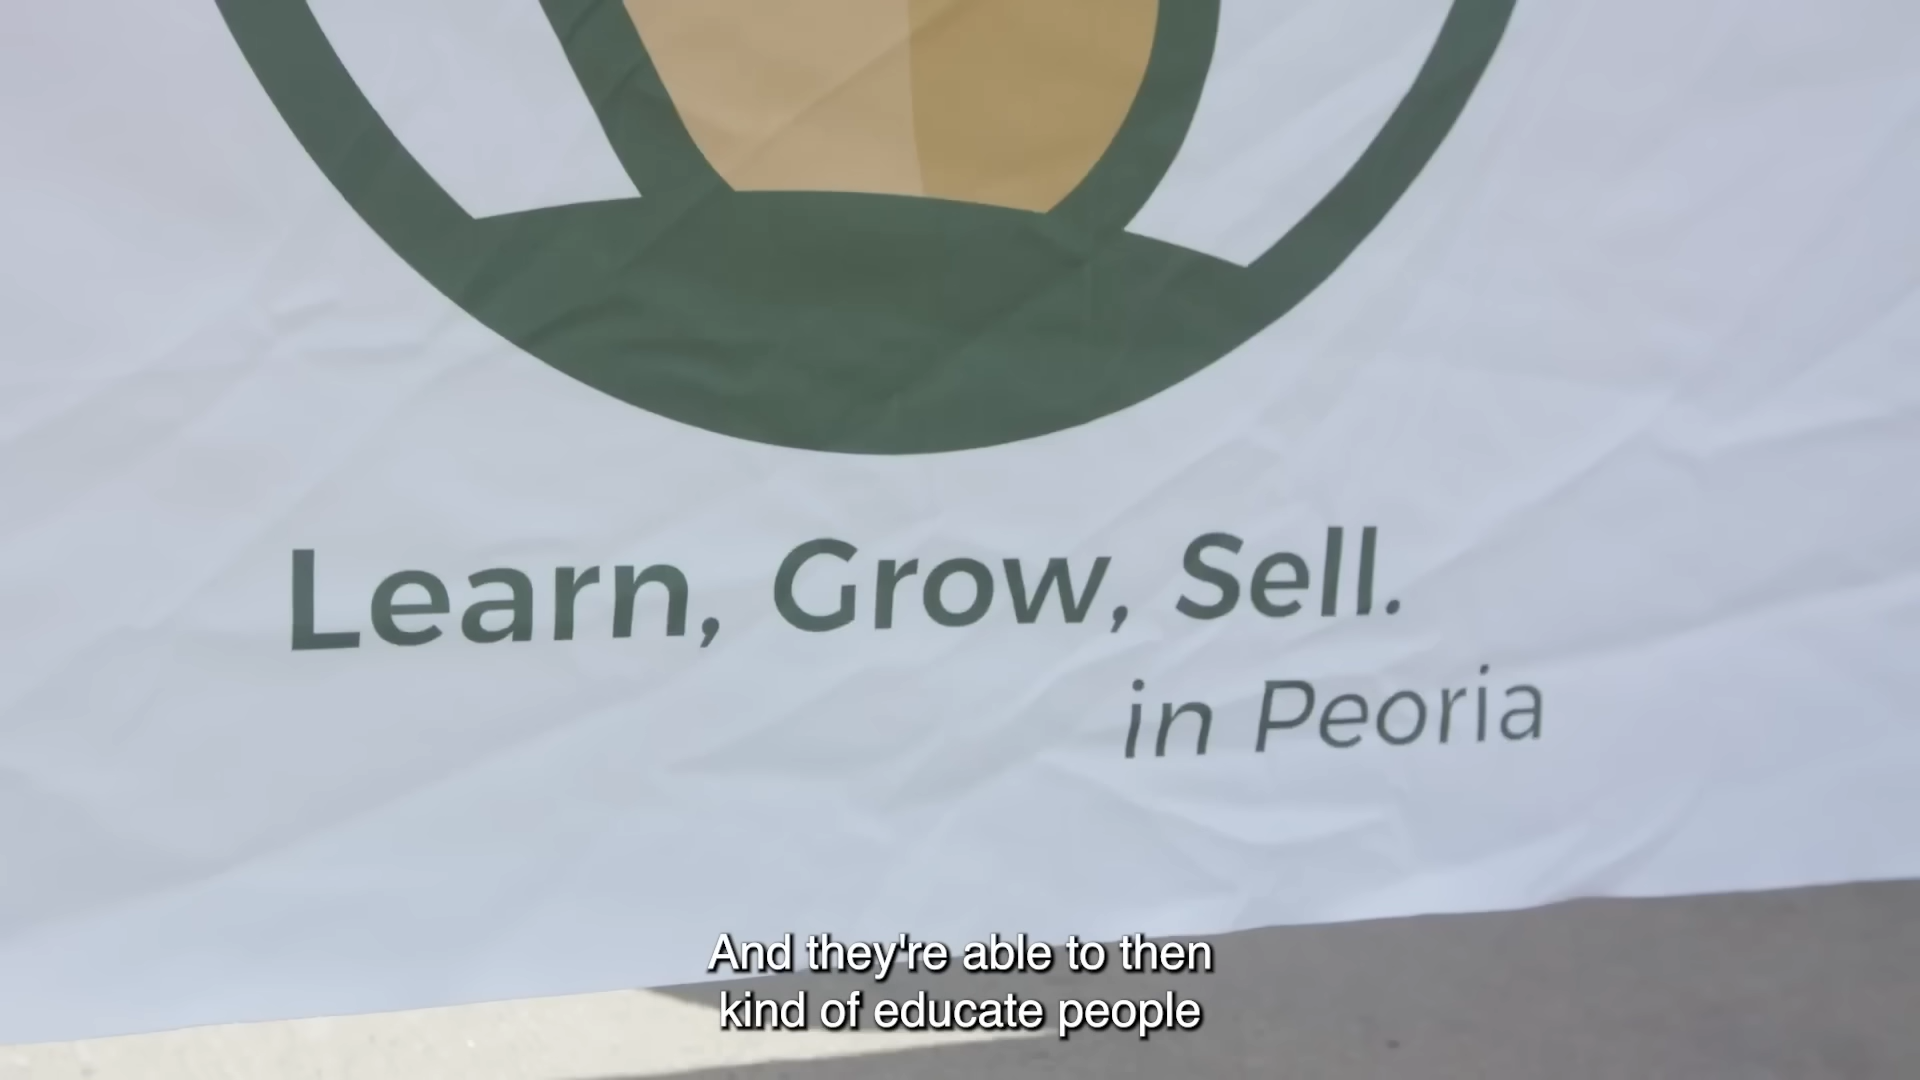 Learn, Grow, Sell.
in Peoria
And they're able to then
kind of educate people